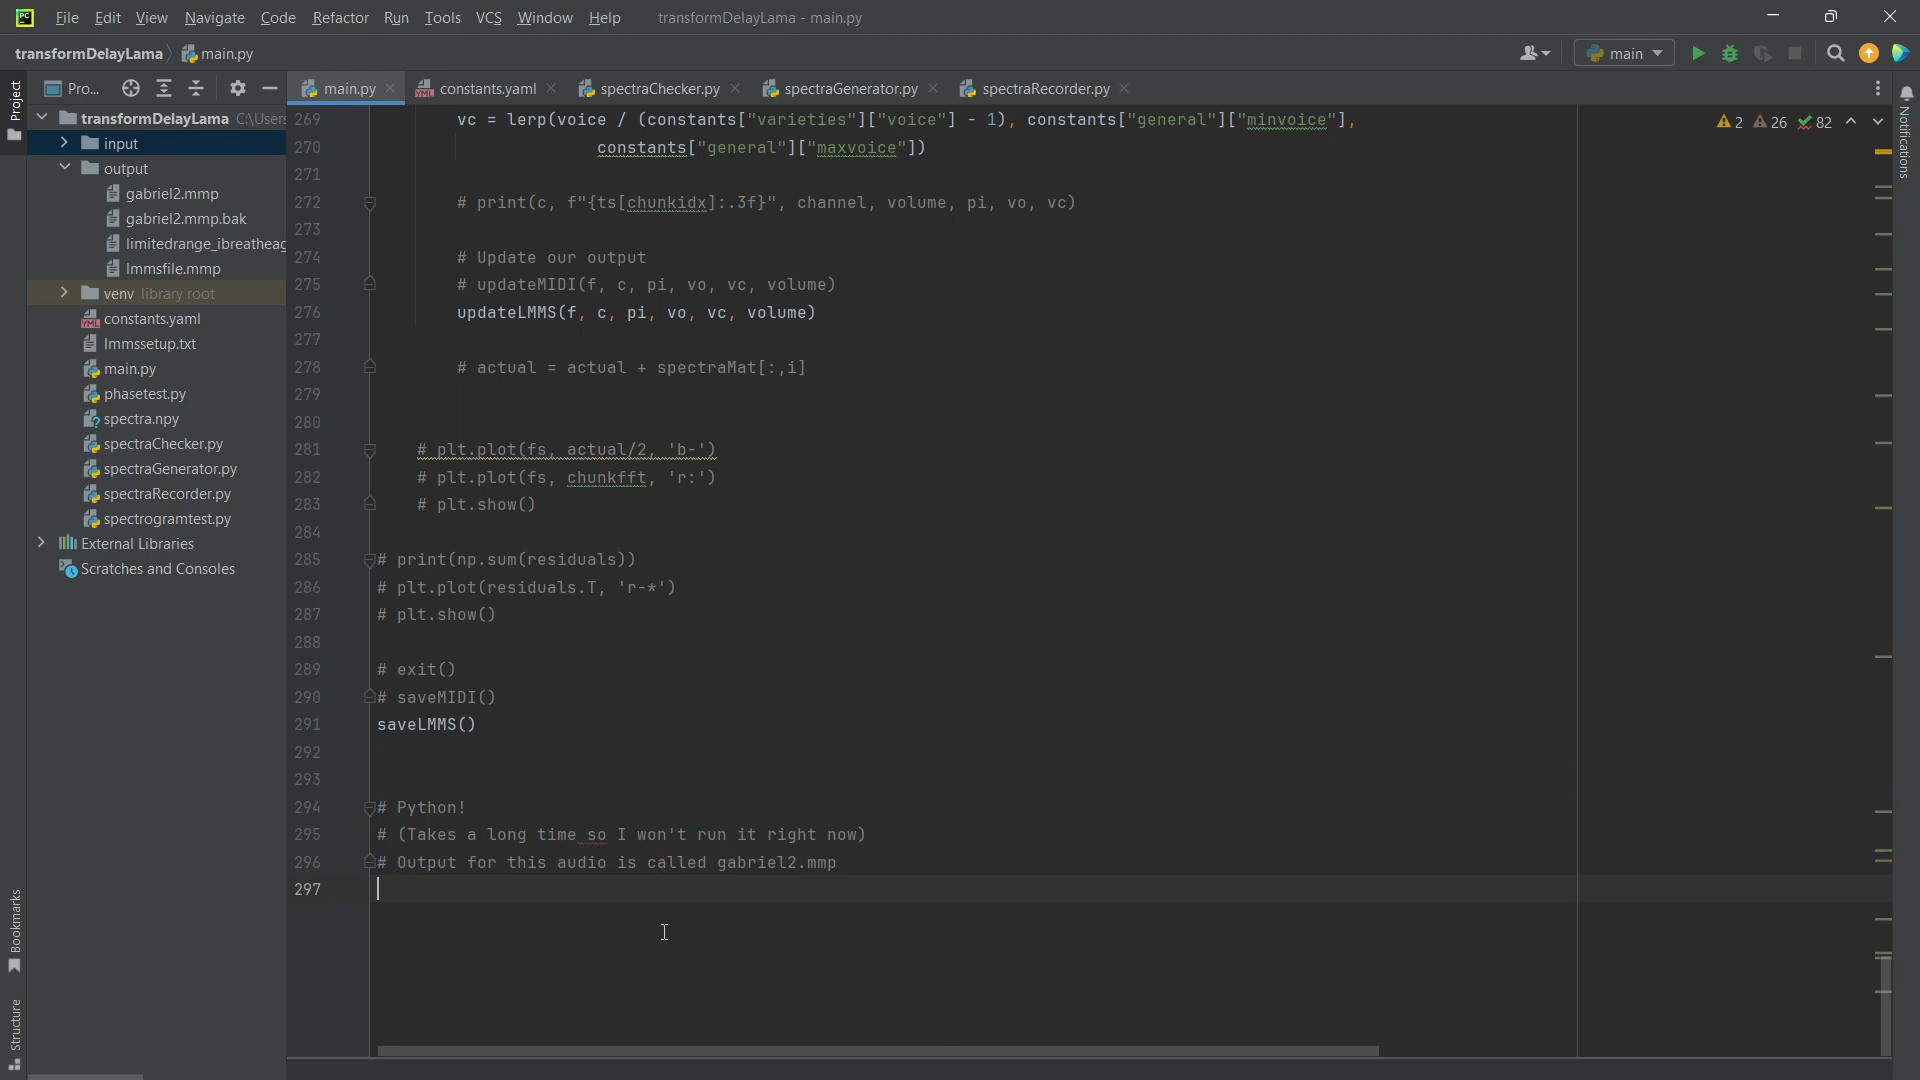 PC File Edit View Navigate Code Refactor Run Tools VCS Window Help transformDelayLama - main.py
transformDelayLama main.py main
Project
Pro...
main.py constants.yaml spectraChecker.py spectraGenerator.py spectraRecorder.py
Notifications
transformDelayLama C:\Users
input
output
gabriel2.mmp
gabriel2.mmp.bak
limitedrange_ibreatheag
lmmsfile.mmp
venv library root
constants.yaml
lmmssetup.txt
main.py
phasetest.py
spectra.npy
spectraChecker.py
spectraGenerator.py
spectraRecorder.py
spectrogramtest.py
External Libraries
Scratches and Consoles
Bookmarks
Structure
2 26 82
269 vc = lerp(voice / (constants["varieties"]["voice"] - 1), constants["general"]["minvoice"],
270 constants["general"]["maxvoice"])
271
272 # print(c, f"{ts[chunkidx]:.3f}", channel, volume, pi, vo, vc)
273
274 # Update our output
275 # updateMIDI(f, c, pi, vo, vc, volume)
276 updateLMMS(f, c, pi, vo, vc, volume)
277
278 # actual = actual + spectraMat[:,i]
279
280
281 # plt.plot(fs, actual/2, 'b-')
282 # plt.plot(fs, chunkfft, 'r:')
283 # plt.show()
284
285 # print(np.sum(residuals))
286 # plt.plot(residuals.T, 'r-*')
287 # plt.show()
288
289 # exit()
290 # saveMIDI()
291 saveLMMS()
292
293
294 # Python!
295 # (Takes a long time so I won't run it right now)
296 # Output for this audio is called gabriel2.mmp
297